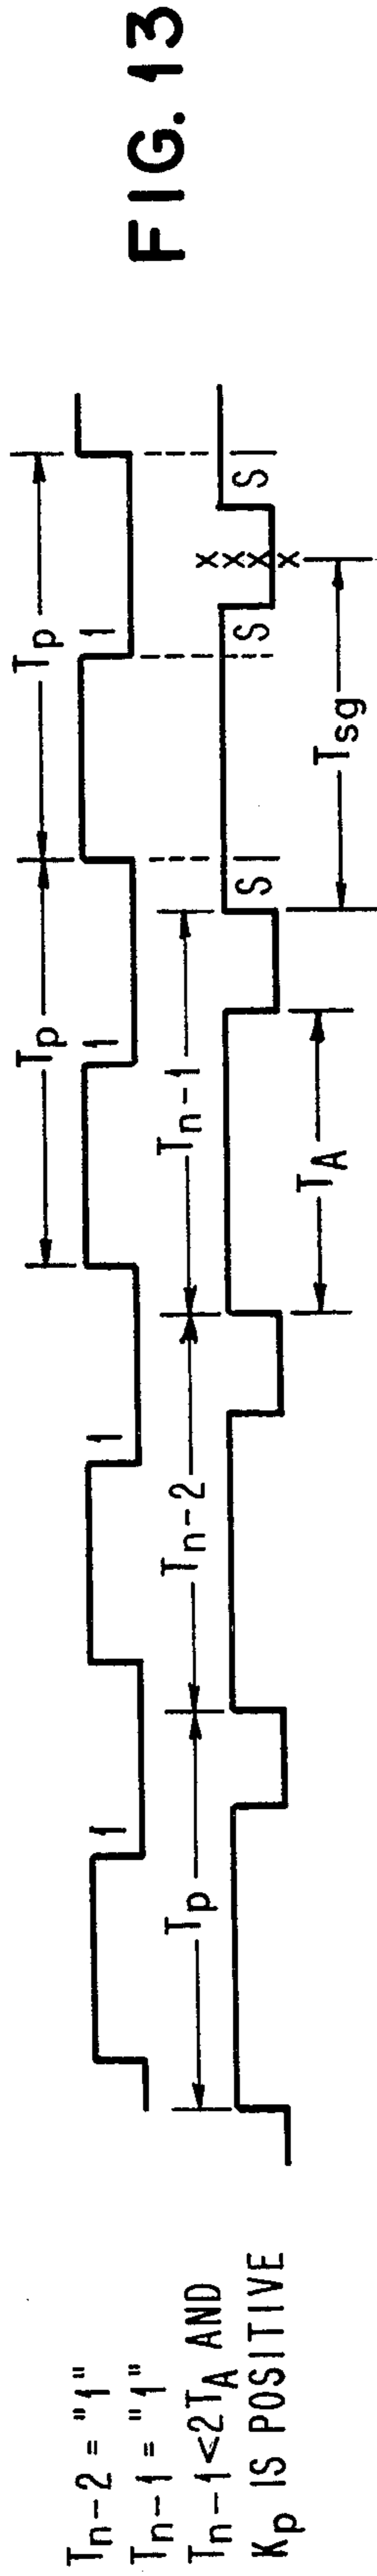 FIG. 13
Tn-2 = "1"
Tn-1 = "1"
Tn-1<2TA AND
Kp IS POSITIVE
1
1
1
1
Tp
Tp
Tp
Tn-2
Tn-1
TA
Tsg
S
S
S
X X X X